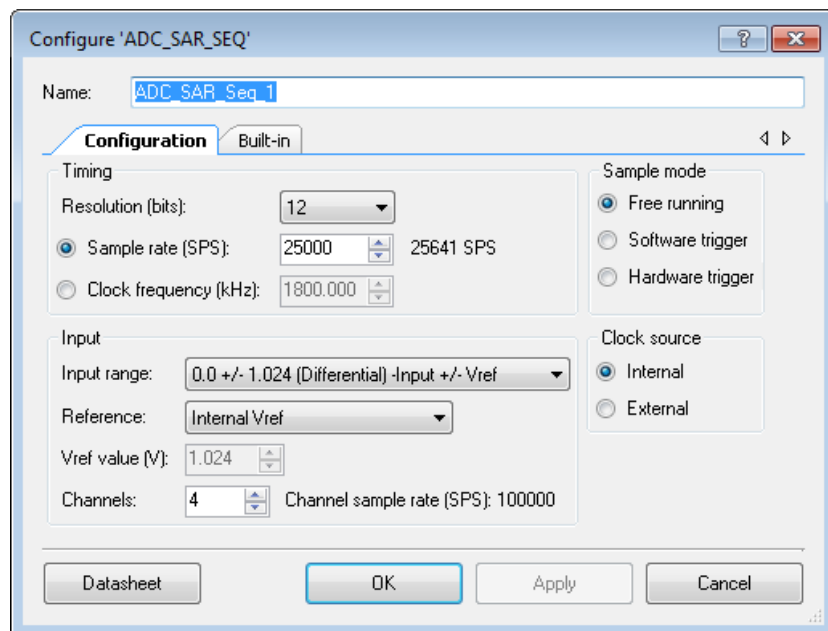 Configure 'ADC_SAR_SEQ'
?
Name: ADC_SAR_Seq_1
Configuration Built-in
Timing
Resolution (bits): 12
Sample rate (SPS): 25000 25641 SPS
Clock frequency (kHz): 1800.000
Sample mode
Free running
Software trigger
Hardware trigger
Input
Input range: 0.0 +/- 1.024 (Differential) -Input +/- Vref
Reference: Internal Vref
Vref value (V): 1.024
Channels: 4 Channel sample rate (SPS): 100000
Clock source
Internal
External
Datasheet OK Apply Cancel